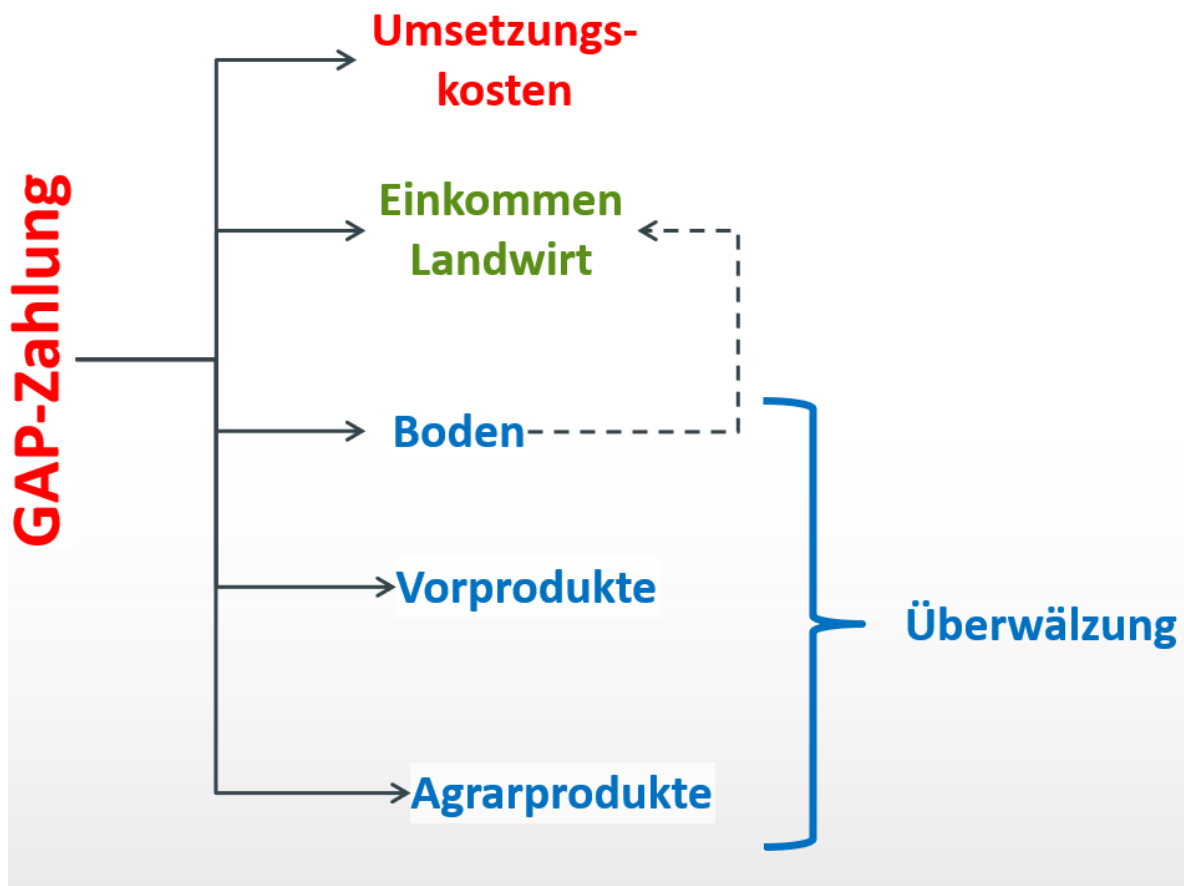 GAP-Zahlung
Umsetzungs-
kosten
Einkommen
Landwirt
Boden
Vorprodukte
Agrarprodukte
Überwälzung